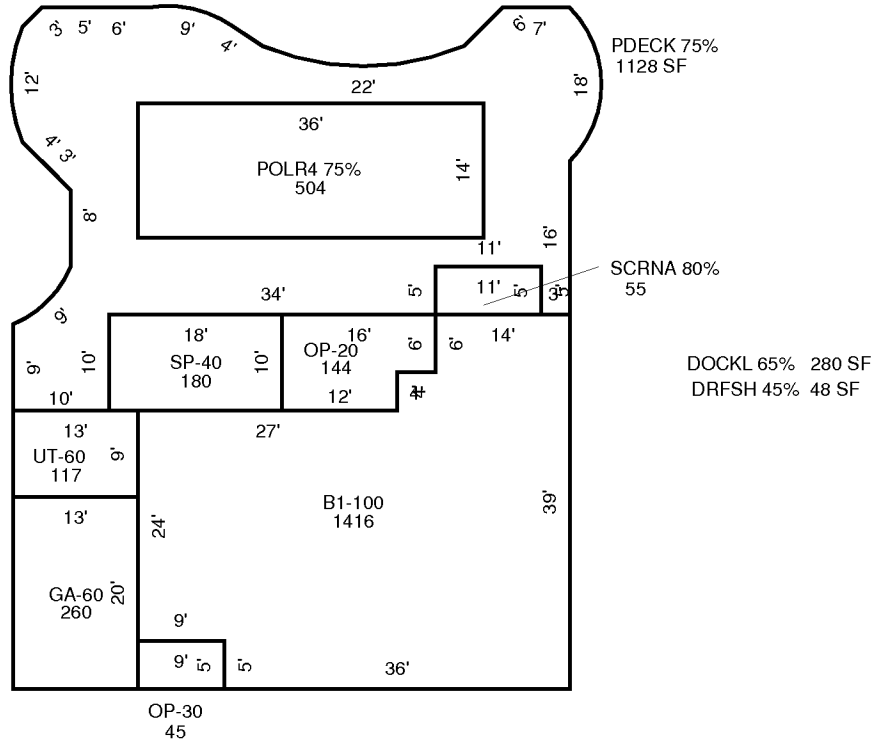 3' 5' 6' 9' 4' 6' 7'
PDECK 75%
1128 SF
12' 22' 18'
36'
4' 3'
POLR4 75%
504
14'
8'
11' 16'
SCRNA 80%
55
34' 5' 11' 5' 3' 5'
9'
18' 16' 6' 6' 14'
9' 10'
SP-40
180
10'
OP-20
144
DOCKL 65% 280 SF
DRFSH 45% 48 SF
10' 12' 4' 4'
13' 27'
UT-60
117
9'
39'
B1-100
1416
13' 24'
GA-60
260
20'
9'
9' 5' 5' 36'
OP-30
45